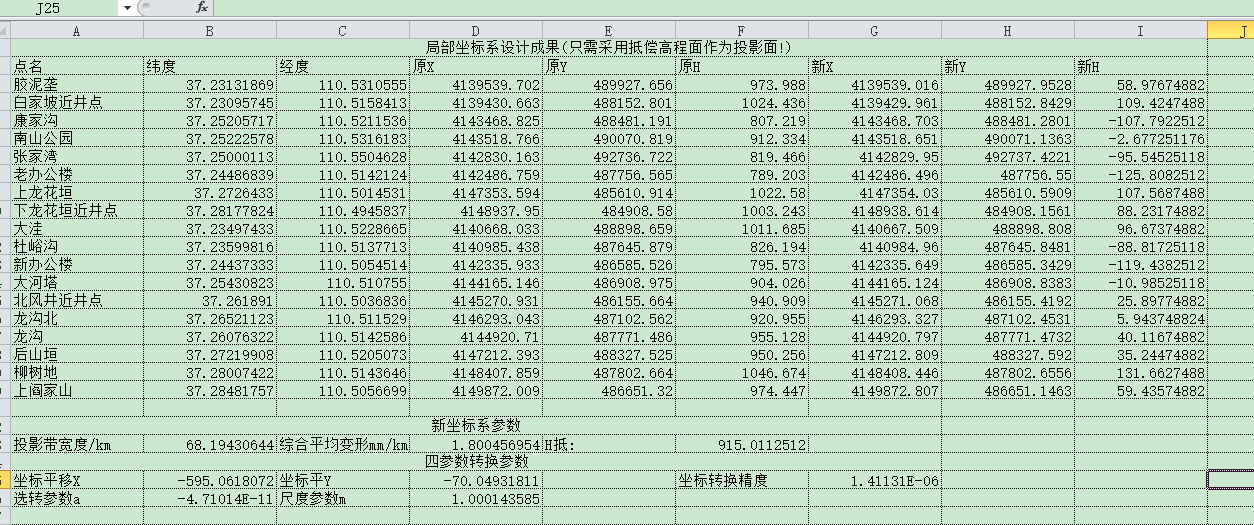 J25 fx
A B C D E F G H I J
局部坐标系设计成果(只需采用抵偿高程面作为投影面!)
点名 纬度 经度 原X 原Y 原H 新X 新Y 新H
胶泥垄 37.23131869 110.5310555 4139539.702 489927.656 973.988 4139539.016 489927.9528 58.97674882
白家坡近井点 37.23095745 110.5158413 4139430.663 488152.801 1024.436 4139429.961 488152.8429 109.4247488
康家沟 37.25205717 110.5211536 4143468.825 488481.191 807.219 4143468.703 488481.2801 -107.7922512
南山公园 37.25222578 110.5316183 4143518.766 490070.819 912.334 4143518.651 490071.1363 -2.677251176
张家湾 37.25000113 110.5504628 4142830.163 492736.722 819.466 4142829.95 492737.4221 -95.54525118
老办公楼 37.24486839 110.5142124 4142486.759 487756.565 789.203 4142486.496 487756.55 -125.8082512
上龙花垣 37.2726433 110.5014531 4147353.594 485610.914 1022.58 4147354.03 485610.5909 107.5687488
下龙花垣近井点 37.28177824 110.4945837 4148937.95 484908.58 1003.243 4148938.614 484908.1561 88.23174882
大洼 37.23497433 110.5228665 4140668.033 488898.659 1011.685 4140667.509 488898.808 96.67374882
杜峪沟 37.23599816 110.5137713 4140985.438 487645.879 826.194 4140984.96 487645.8481 -88.81725118
新办公楼 37.24437333 110.5054514 4142335.933 486585.526 795.573 4142335.649 486585.3429 -119.4382512
大河塔 37.25430823 110.510755 4144165.146 486908.975 904.026 4144165.124 486908.8383 -10.98525118
北风井近井点 37.261891 110.5036836 4145270.931 486155.664 940.909 4145271.068 486155.4192 25.89774882
龙沟北 37.26521123 110.511529 4146293.043 487102.562 920.955 4146293.327 487102.4531 5.943748824
龙沟 37.26076322 110.5142586 4144920.71 487771.486 955.128 4144920.797 487771.4732 40.11674882
后山垣 37.27219908 110.5205073 4147212.393 488327.525 950.256 4147212.809 488327.592 35.24474882
柳树地 37.28007422 110.5143646 4148407.859 487802.664 1046.674 4148408.446 487802.6556 131.6627488
上阎家山 37.28481757 110.5056699 4149872.009 486651.32 974.447 4149872.807 486651.1463 59.43574882
新坐标系参数
投影带宽度/km 68.19430644 综合平均变形mm/km 1.800456954 H抵: 915.0112512
四参数转换参数
坐标平移X -595.0618072 坐标平Y -70.04931811 坐标转换精度 1.41131E-06
选转参数a -4.71014E-11 尺度参数m 1.000143585